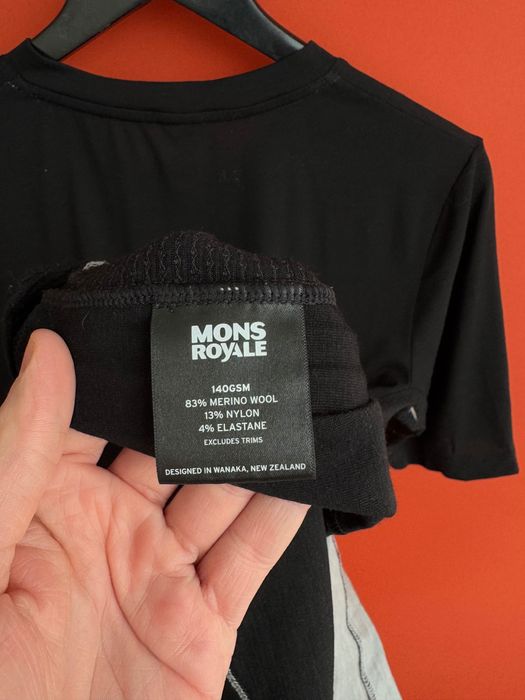 MONS
ROYALE
140GSM
83% MERINO WOOL
13% NYLON
4% ELASTANE
EXCLUDES TRIMS
DESIGNED IN WANAKA, NEW ZEALAND